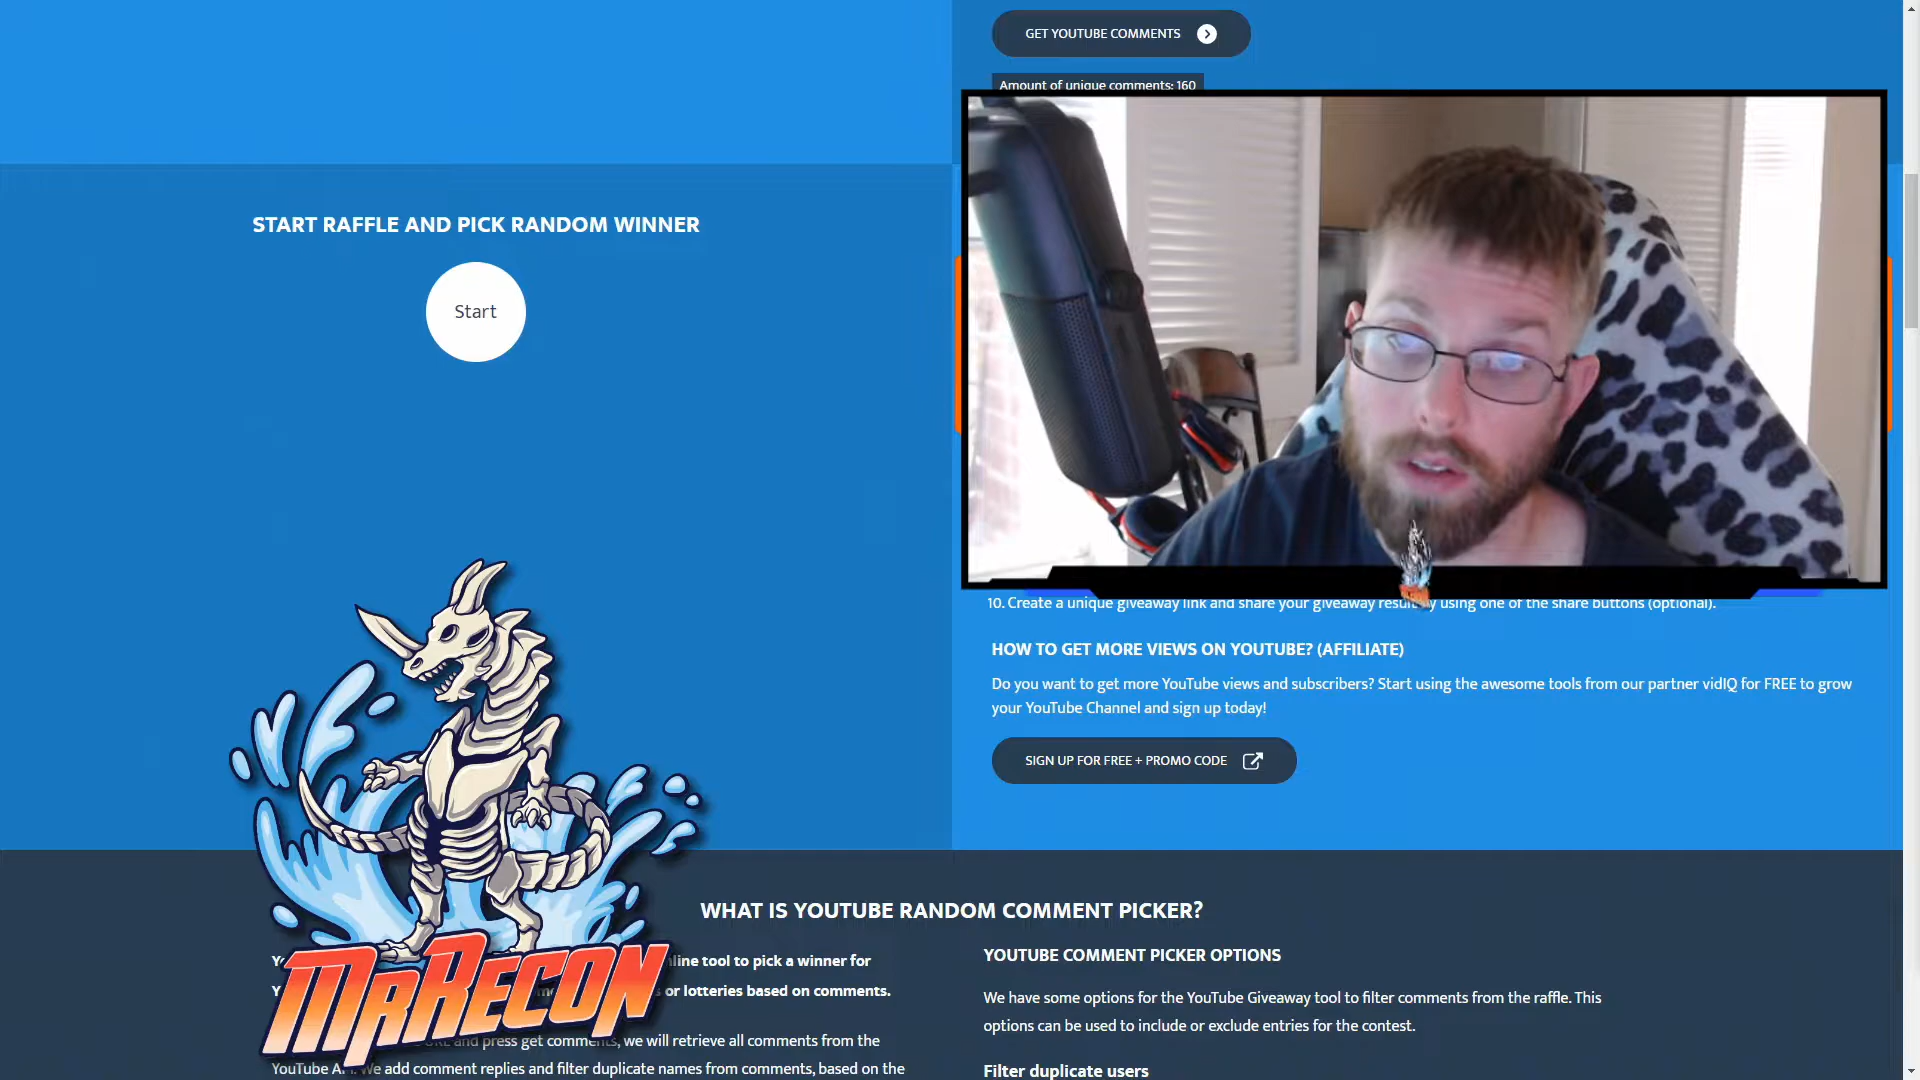 GET YOUTUBE COMMENTS
Amount of unique comments: 160
START RAFFLE AND PICK RANDOM WINNER
Start
10. Create a unique giveaway link and share your giveaway result by using one of the share buttons (optional).
HOW TO GET MORE VIEWS ON YOUTUBE? (AFFILIATE)
Do you want to get more YouTube views and subscribers? Start using the awesome tools from our partner vidIQ for FREE to grow
your YouTube Channel and sign up today!
SIGN UP FOR FREE + PROMO CODE
WHAT IS YOUTUBE RANDOM COMMENT PICKER?
tool to pick a winner for
or lotteries based on comments.
MRRECON
and press get comments, we will retrieve all comments from the
YouTube We add comment replies and filter duplicate names from comments, based on the
YOUTUBE COMMENT PICKER OPTIONS
We have some options for the YouTube Giveaway tool to filter comments from the raffle. This
options can be used to include or exclude entries for the contest.
Filter duplicate users